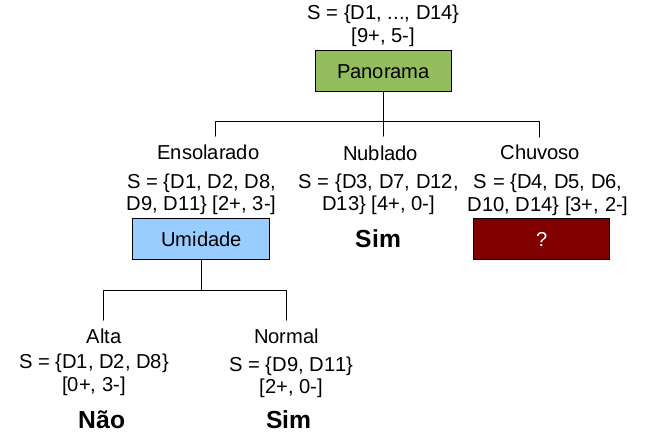 S = {D1, ..., D14}
[9+, 5-]
Panorama
Ensolarado
S = {D1, D2, D8,
D9, D11} [2+, 3-]
Nublado
S = {D3, D7, D12,
D13} [4+, 0-]
Sim
Chuvoso
S = {D4, D5, D6,
D10, D14} [3+, 2-]
?
Umidade
Alta
S = {D1, D2, D8}
[0+, 3-]
Não
Normal
S = {D9, D11}
[2+, 0-]
Sim